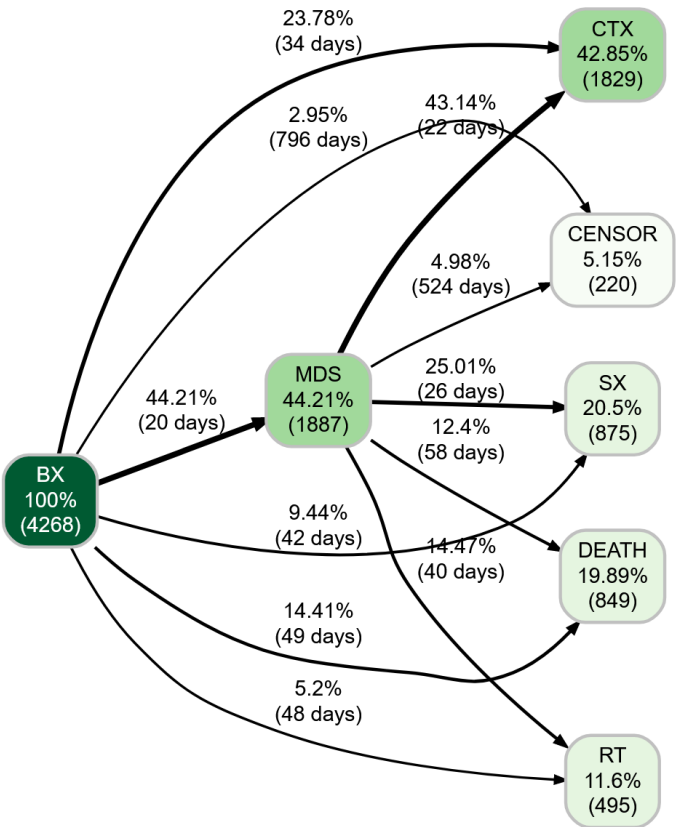 23.78%
(34 days)
CTX
42.85%
(1829)
2.95%
(796 days)
43.14%
(22 days)
CENSOR
5.15%
(220)
4.98%
(524 days)
MDS
44.21%
(1887)
25.01%
(26 days)
SX
20.5%
(875)
44.21%
(20 days)
12.4%
(58 days)
BX
100%
(4268)
9.44%
(42 days)
14.47%
(40 days)
DEATH
19.89%
(849)
14.41%
(49 days)
5.2%
(48 days)
RT
11.6%
(495)